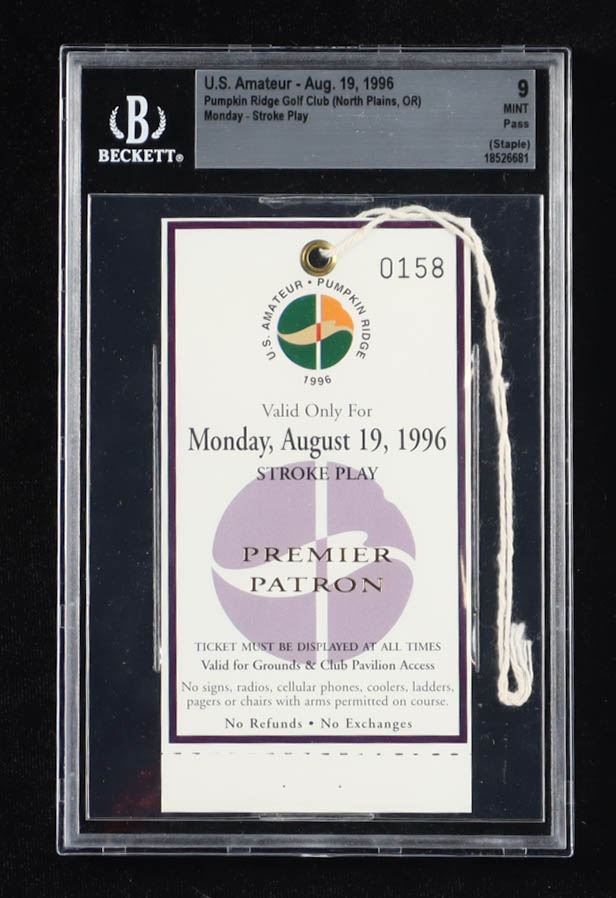 U.S. Amateur - Aug. 19, 1996
Pumpkin Ridge Golf Club (North Plains, OR)
Monday - Stroke Play
9
MINT
Pass
(Staple)
18526681
B
BECKETT®
0158
U.S. AMATEUR • PUMPKIN RIDGE
1996
Valid Only For
Monday, August 19, 1996
STROKE PLAY
PREMIER
PATRON
TICKET MUST BE DISPLAYED AT ALL TIMES
Valid for Grounds & Club Pavilion Access
No signs, radios, cellular phones, coolers, ladders,
pagers or chairs with arms permitted on course.
No Refunds • No Exchanges